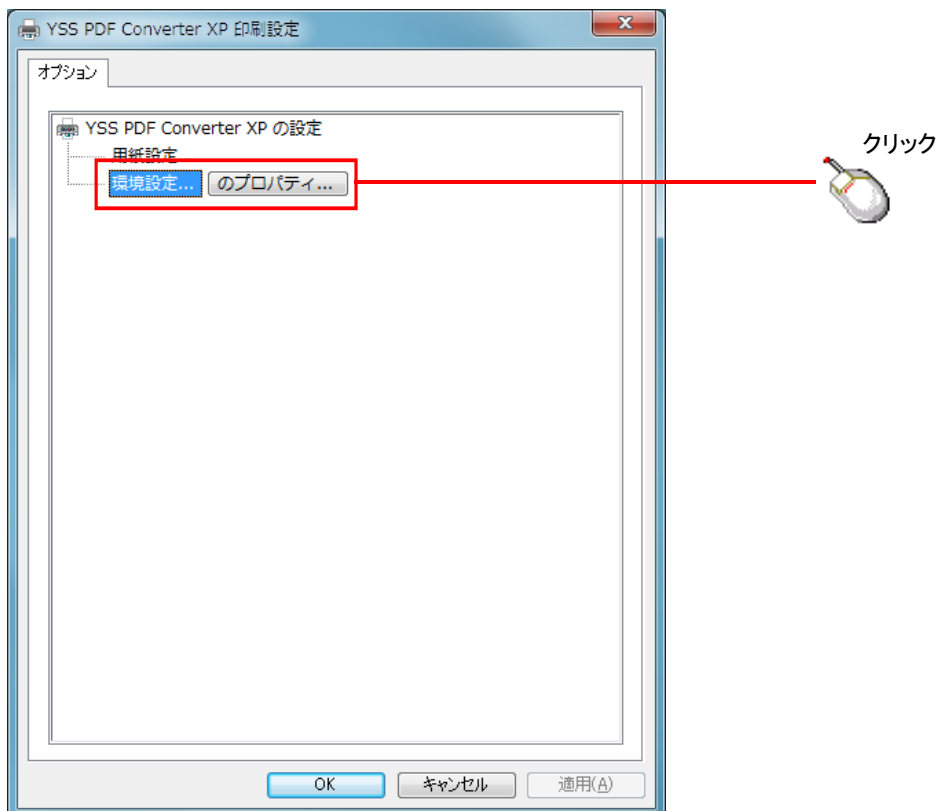 YSS PDF Converter XP 印刷設定
オプション
YSS PDF Converter XP の設定
用紙設定
環境設定... のプロパティ...
クリック
OK キャンセル 適用(A)